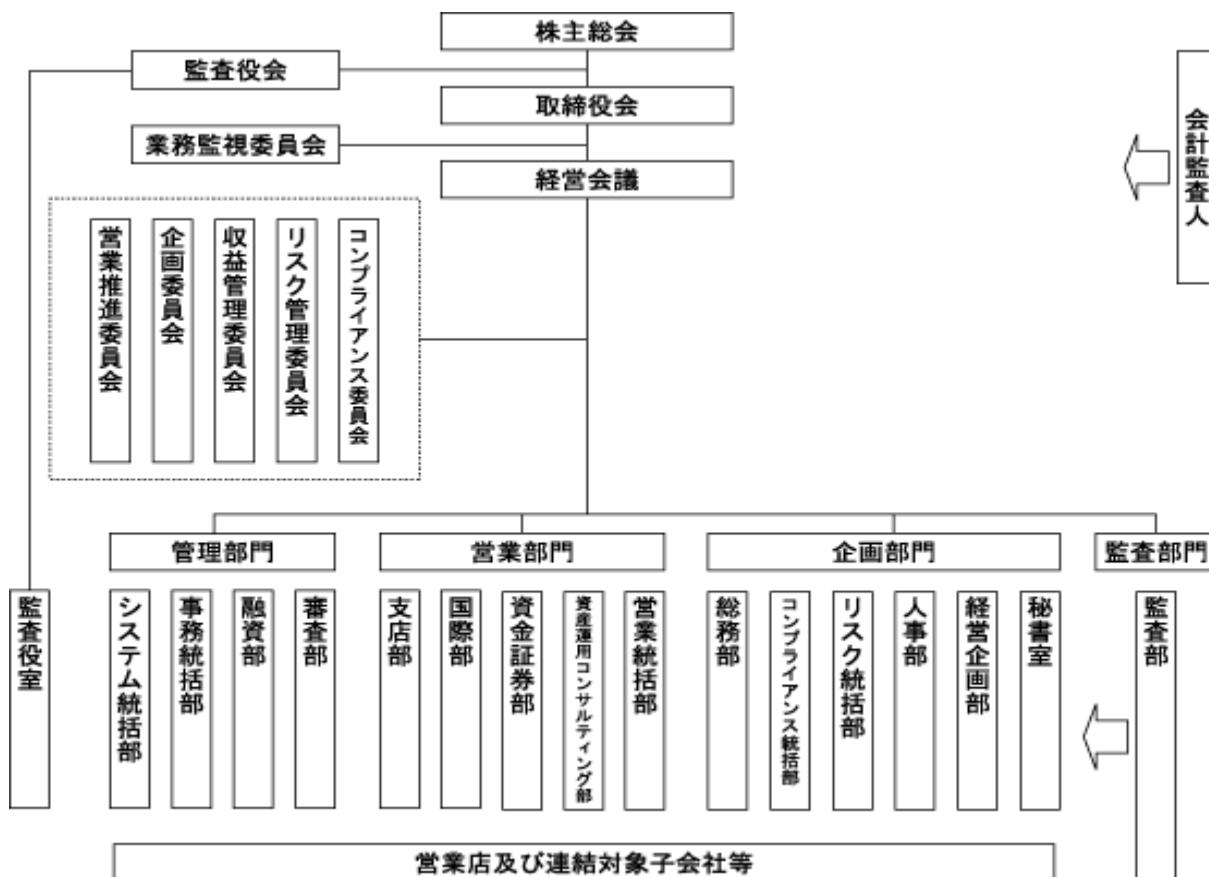 株主総会
監査役会
取締役会
業務監視委員会
経営会議
会計監査人
営業推進委員会
企画委員会
収益管理委員会
リスク管理委員会
コンプライアンス委員会
管理部門
営業部門
企画部門
監査部門
監査役室
システム統括部
事務統括部
融資部
審査部
支店部
国際部
資金証券部
資産運用コンサルティング部
営業統括部
総務部
コンプライアンス統括部
リスク統括部
人事部
経営企画部
秘書室
監査部
営業店及び連結対象子会社等